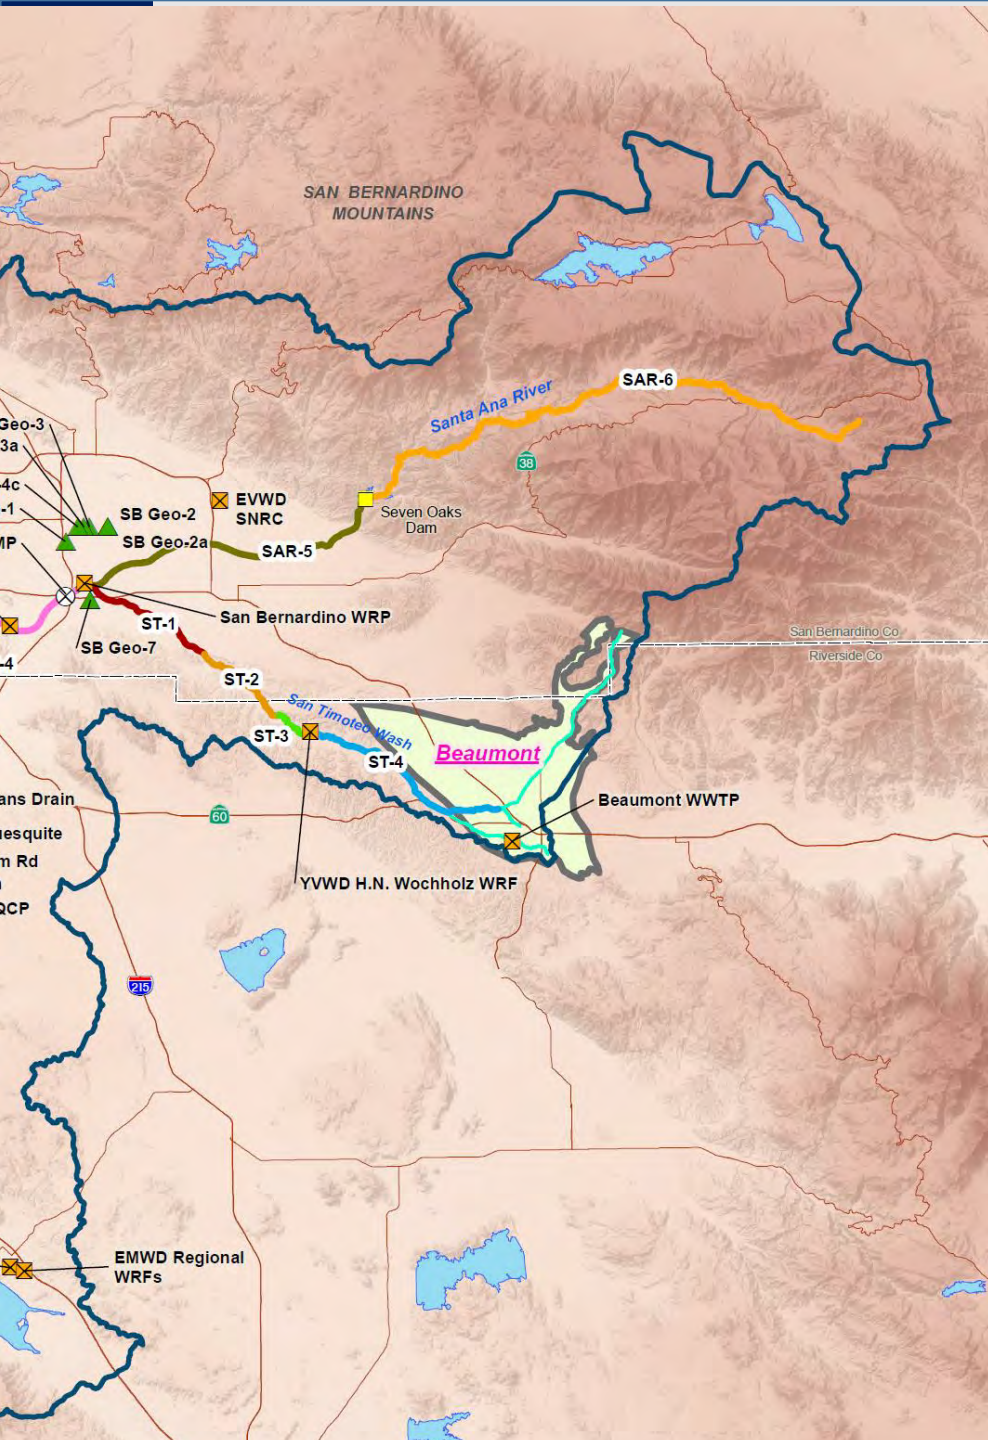 SAN BERNARDINO
MOUNTAINS
SAR-6
Santa Ana River
Geo-3
3a
38
-4c
EVWD
SNRC
-1
SB Geo-2
Seven Oaks
Dam
MP
SB Geo-2a
SAR-5
San Bernardino WRP
ST-1
San Bernardino Co
SB Geo-7
Riverside Co
-4
ST-2
San Timoteo Wash
ST-3
Beaumont
ST-4
ans Drain
Beaumont WWTP
60
uesquite
m Rd
YVWD H.N. Wochholz WRF
QCP
215
EMWD Regional
WRFs